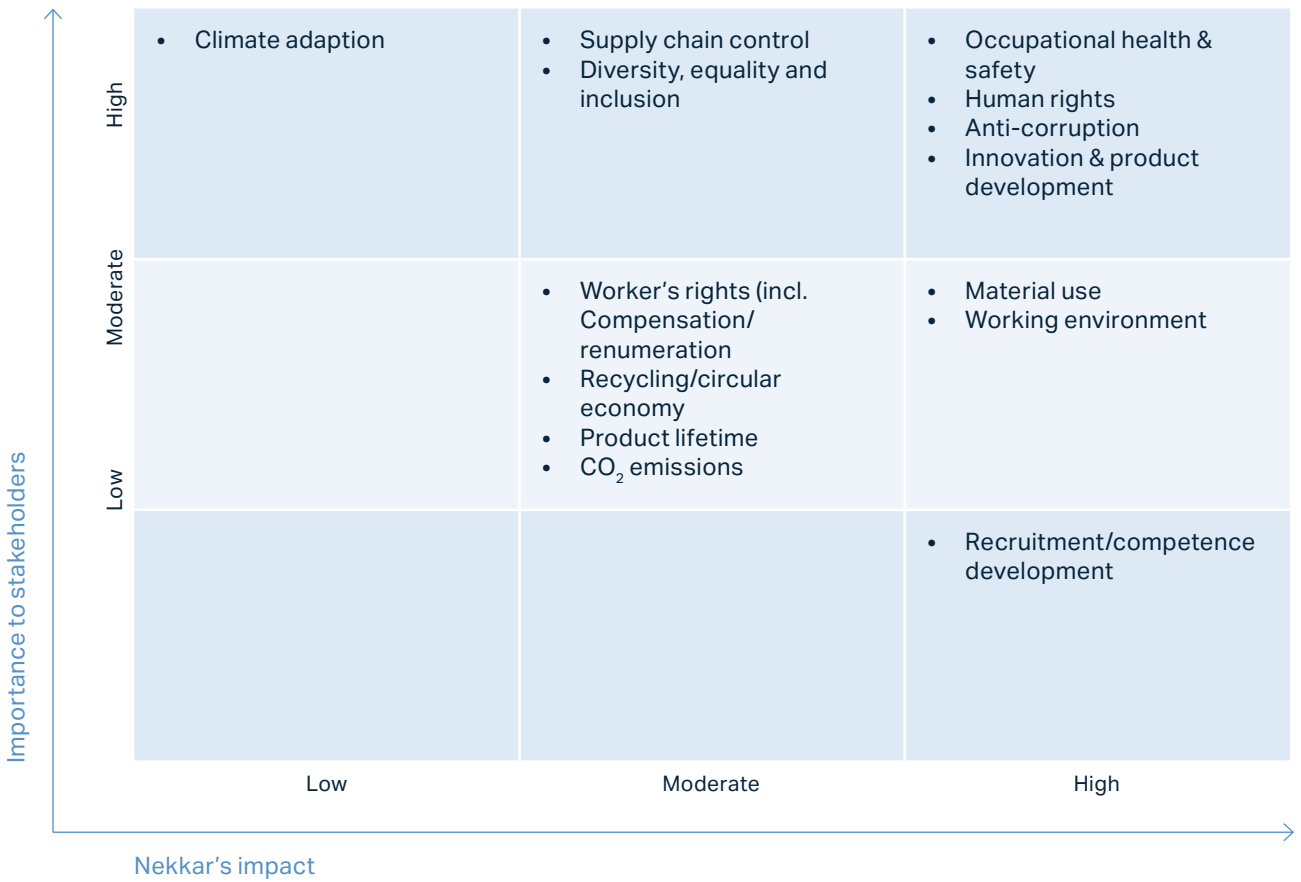 High
• Climate adaption
• Supply chain control
• Diversity, equality and
inclusion
• Occupational health &
safety
• Human rights
• Anti-corruption
• Innovation & product
development
Moderate
• Worker's rights (incl.
Compensation/
renumeration
• Recycling/circular
economy
• Product lifetime
• CO₂ emissions
• Material use
• Working environment
Low
• Recruitment/competence
development
Importance to stakeholders
Low
Moderate
High
Nekkar's impact